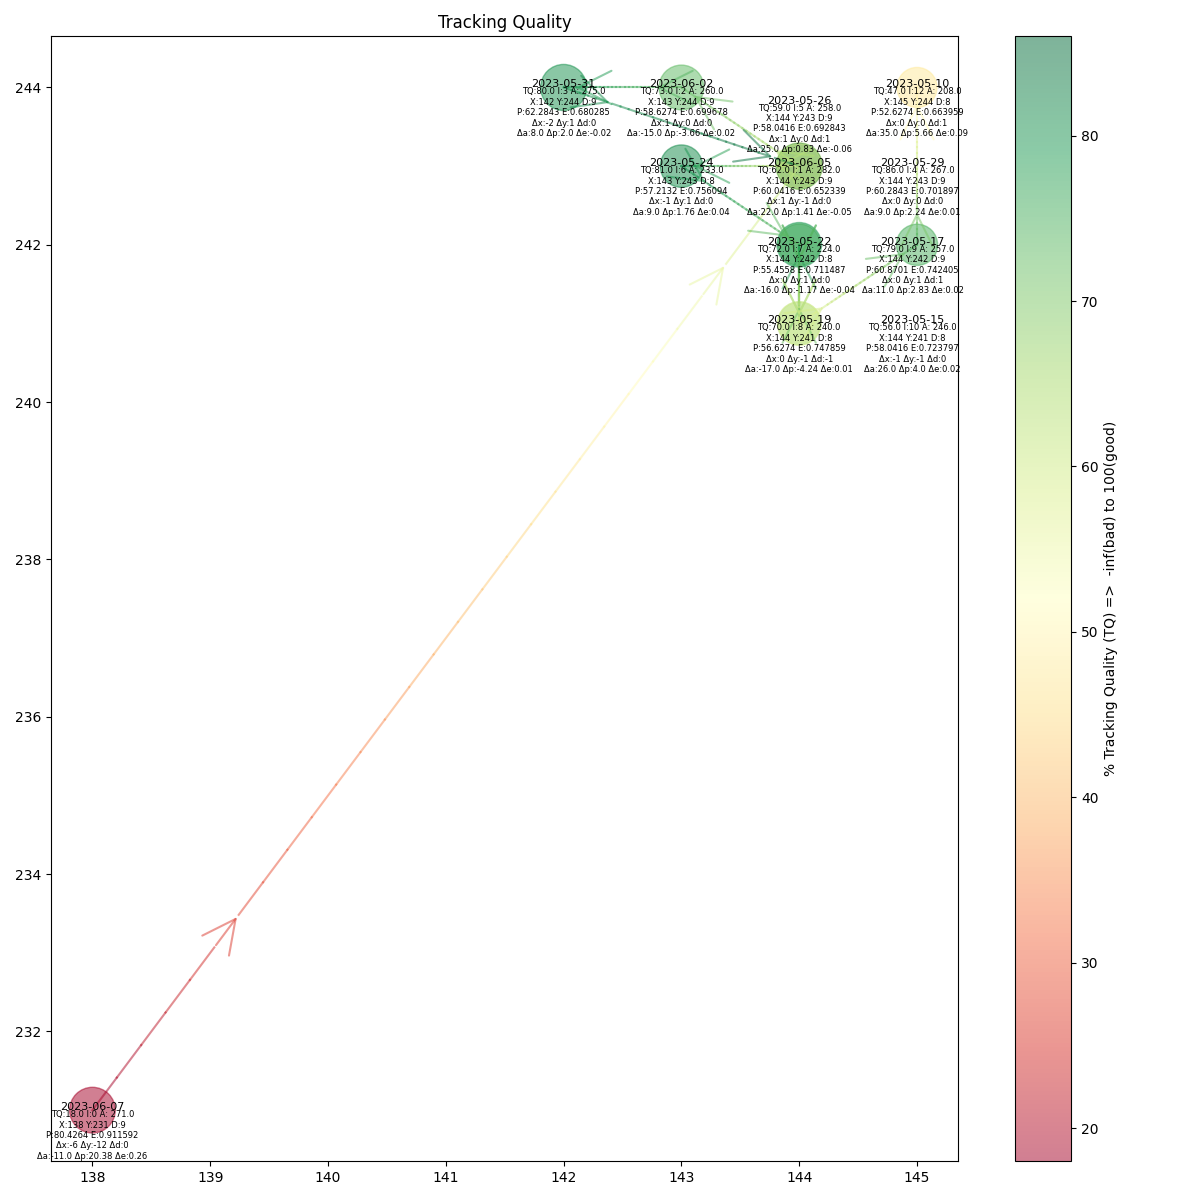 Tracking Quality
244
242
240
238
236
234
232
138
139
140
141
142
143
144
145
2023-05-31
TQ:80.0 I:3 A: 275.0
X:142 Y:244 D:9
P:62.2843 E:0.680285
Δx:-2 Δy:1 Δd:0
Δa:8.0 Δp:2.0 Δe:-0.02
2023-06-02
TQ:73.0 I:2 A: 260.0
X:143 Y:244 D:9
P:58.6274 E:0.699678
Δx:1 Δy:0 Δd:0
Δa:-15.0 Δp:-3.66 Δe:0.02
2023-05-26
TQ:59.0 I:5 A: 258.0
X:144 Y:243 D:9
P:58.0416 E:0.692843
Δx:1 Δy:0 Δd:1
Δa:25.0 Δp:0.83 Δe:-0.06
2023-05-10
TQ:47.0 I:12 A: 208.0
X:145 Y:244 D:8
P:52.6274 E:0.663959
Δx:0 Δy:0 Δd:1
Δa:35.0 Δp:5.66 Δe:0.09
2023-05-24
TQ:81.0 I:6 A: 233.0
X:143 Y:243 D:8
P:57.2132 E:0.756094
Δx:-1 Δy:1 Δd:0
Δa:9.0 Δp:1.76 Δe:0.04
2023-06-05
TQ:62.0 I:1 A: 282.0
X:144 Y:243 D:9
P:60.0416 E:0.652339
Δx:1 Δy:-1 Δd:0
Δa:22.0 Δp:1.41 Δe:-0.05
2023-05-29
TQ:86.0 I:4 A: 267.0
X:144 Y:243 D:9
P:60.2843 E:0.701897
Δx:0 Δy:0 Δd:0
Δa:9.0 Δp:2.24 Δe:0.01
2023-05-22
TQ:72.0 I:7 A: 224.0
X:144 Y:242 D:8
P:55.4558 E:0.711487
Δx:0 Δy:1 Δd:0
Δa:-16.0 Δp:-1.17 Δe:-0.04
2023-05-17
TQ:79.0 I:9 A: 257.0
X:144 Y:242 D:9
P:60.8701 E:0.742405
Δx:0 Δy:1 Δd:1
Δa:11.0 Δp:2.83 Δe:0.02
2023-05-19
TQ:70.0 I:8 A: 240.0
X:144 Y:241 D:8
P:56.6274 E:0.747859
Δx:0 Δy:-1 Δd:-1
Δa:-17.0 Δp:-4.24 Δe:0.01
2023-05-15
TQ:56.0 I:10 A: 246.0
X:144 Y:241 D:8
P:58.0416 E:0.723797
Δx:-1 Δy:-1 Δd:0
Δa:26.0 Δp:4.0 Δe:0.02
2023-06-07
TQ:18.0 I:0 A: 271.0
X:138 Y:231 D:9
P:80.4264 E:0.911592
Δx:-6 Δy:-12 Δd:0
Δa:-11.0 Δp:20.38 Δe:0.26
80
70
60
50
40
30
20
% Tracking Quality (TQ) =>  -inf(bad) to 100(good)